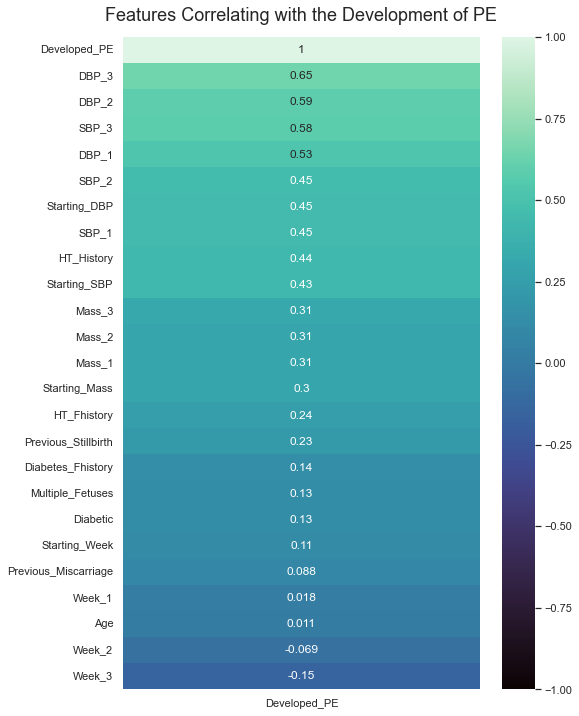 Features Correlating with the Development of PE
Developed_PE 1
DBP_3 0.65
DBP_2 0.59
SBP_3 0.58
DBP_1 0.53
SBP_2 0.45
Starting_DBP 0.45
SBP_1 0.45
HT_History 0.44
Starting_SBP 0.43
Mass_3 0.31
Mass_2 0.31
Mass_1 0.31
Starting_Mass 0.3
HT_Fhistory 0.24
Previous_Stillbirth 0.23
Diabetes_Fhistory 0.14
Multiple_Fetuses 0.13
Diabetic 0.13
Starting_Week 0.11
Previous_Miscarriage 0.088
Week_1 0.018
Age 0.011
Week_2 -0.069
Week_3 -0.15
Developed_PE
1.00
0.75
0.50
0.25
0.00
−0.25
−0.50
−0.75
−1.00